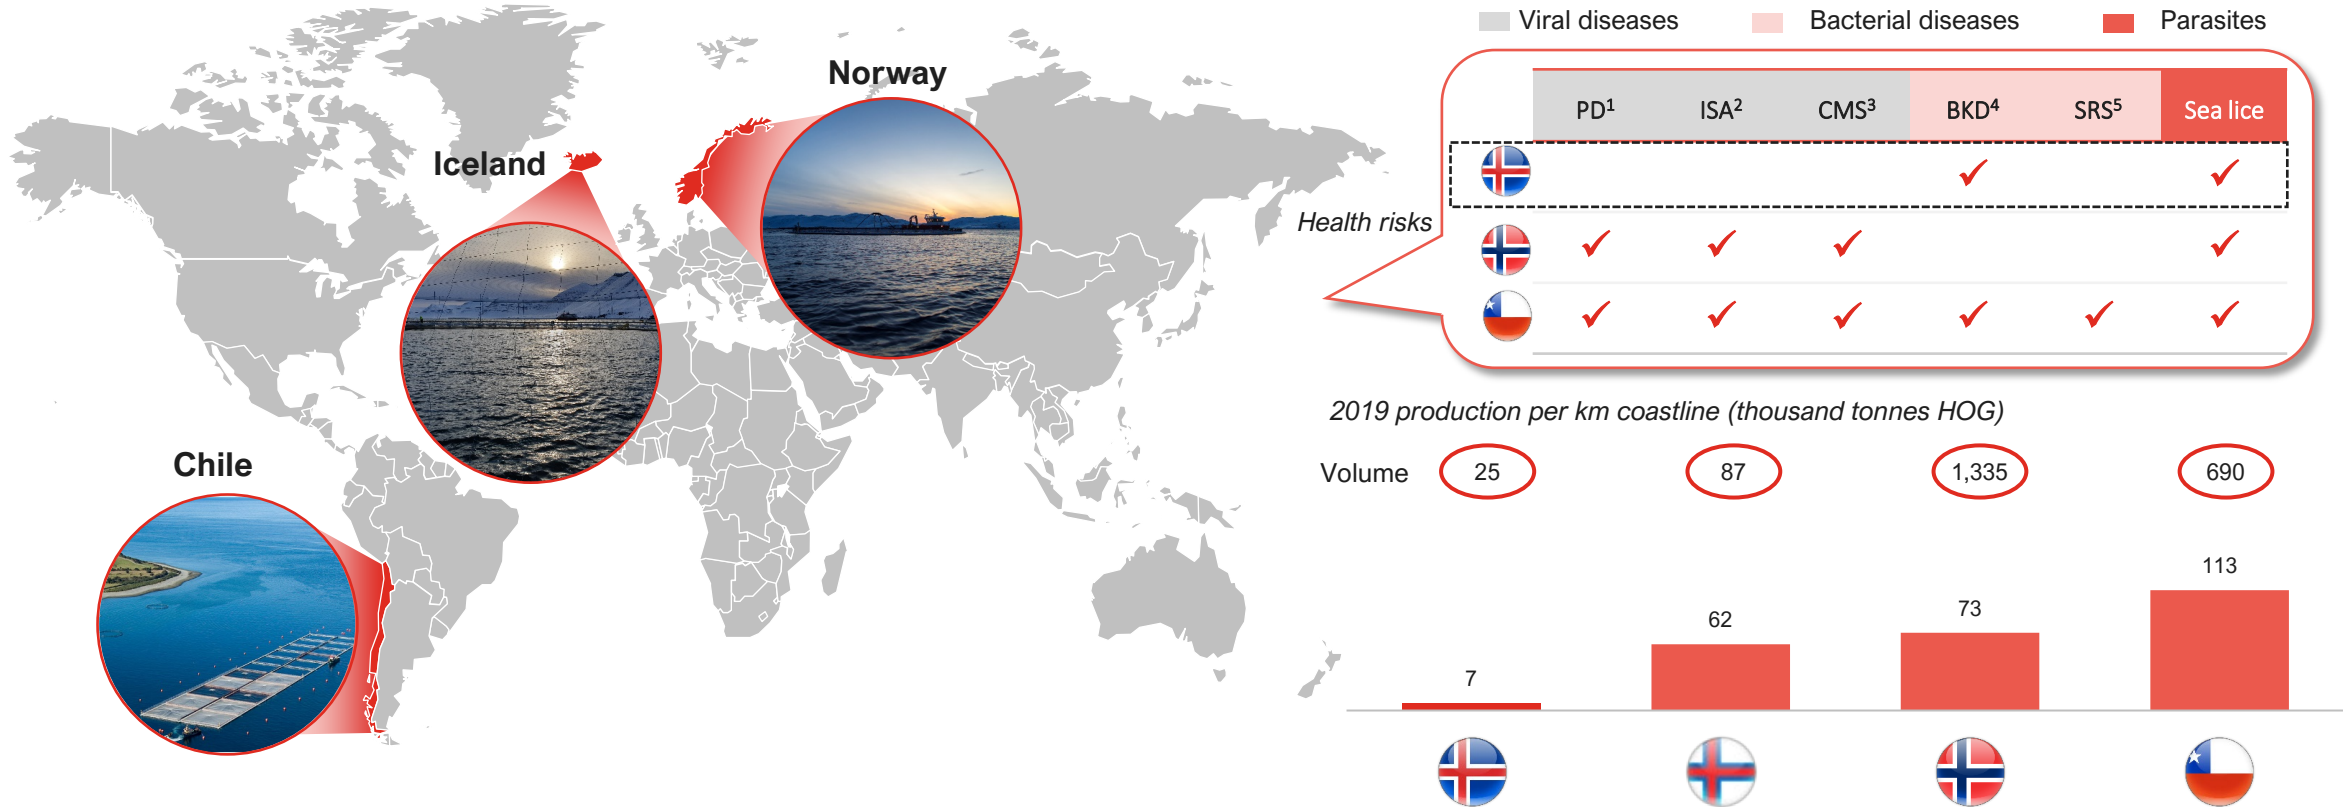 Viral diseases Bacterial diseases Parasites
Norway
Iceland
Chile
Health risks
PD1 ISA2 CMS3 BKD4 SRS5 Sea lice
2019 production per km coastline (thousand tonnes HOG)
Volume 25 87 1,335 690
7 62 73 113